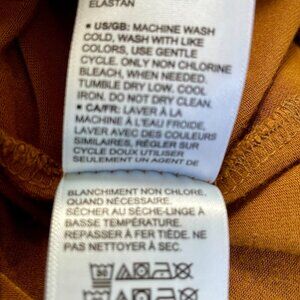 ELASTAN
• US/GB: MACHINE WASH
COLD, WASH WITH LIKE
COLORS, USE GENTLE
CYCLE. ONLY NON CHLORINE
BLEACH, WHEN NEEDED.
TUMBLE DRY LOW. COOL
IRON. DO NOT DRY CLEAN.
• CA/FR: LAVER À LA
MACHINE À L'EAU FROIDE,
LAVER AVEC DES COULEURS
SIMILAIRES, RÉGLER SUR
CYCLE DOUX UTILISANT
SEULEMENT UN AGENT DE
BLANCHIMENT NON CHLORÉ,
QUAND NÉCESSAIRE.
SÉCHER AU SÈCHE-LINGE À
BASSE TEMPÉRATURE.
REPASSER À FER TIÈDE. NE
PAS NETTOYER À SEC.
30